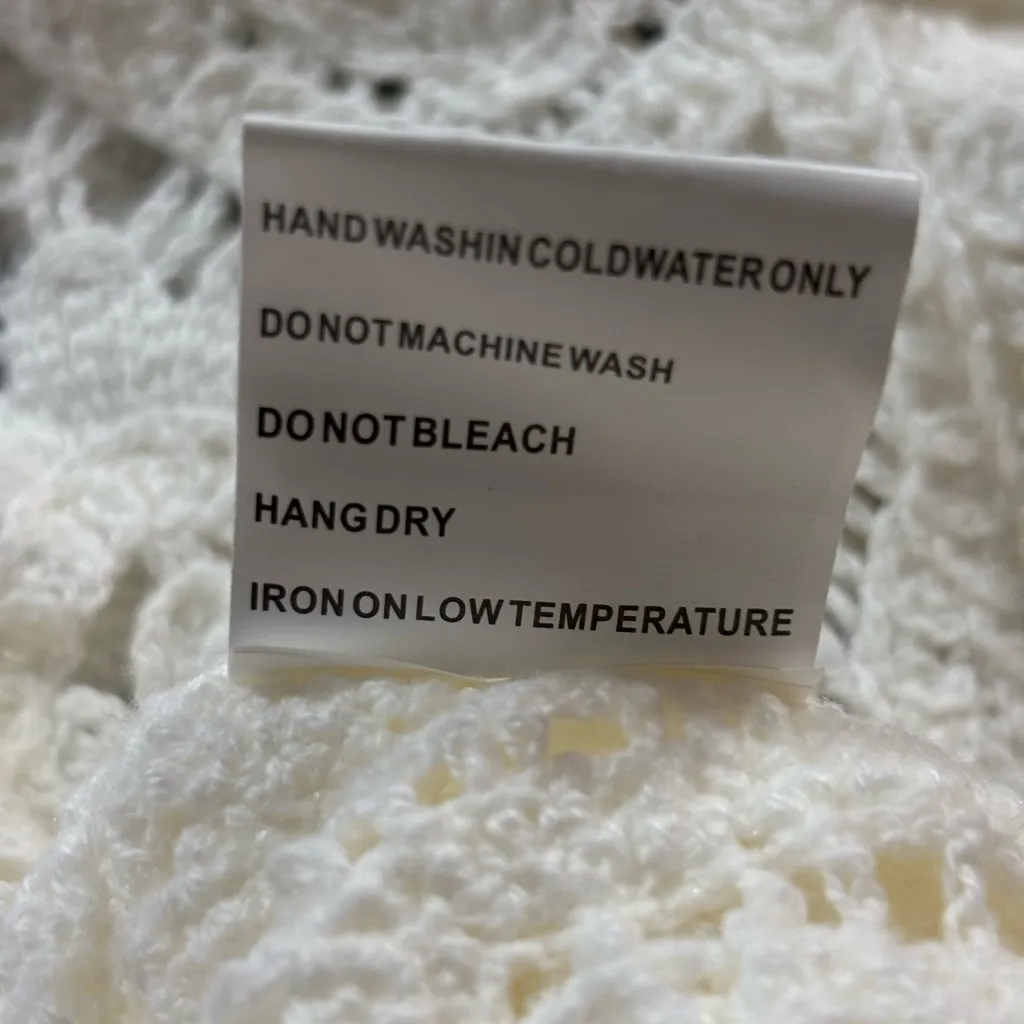 HAND WASH IN COLD WATER ONLY
DO NOT MACHINE WASH
DO NOT BLEACH
HANG DRY
IRON ON LOW TEMPERATURE